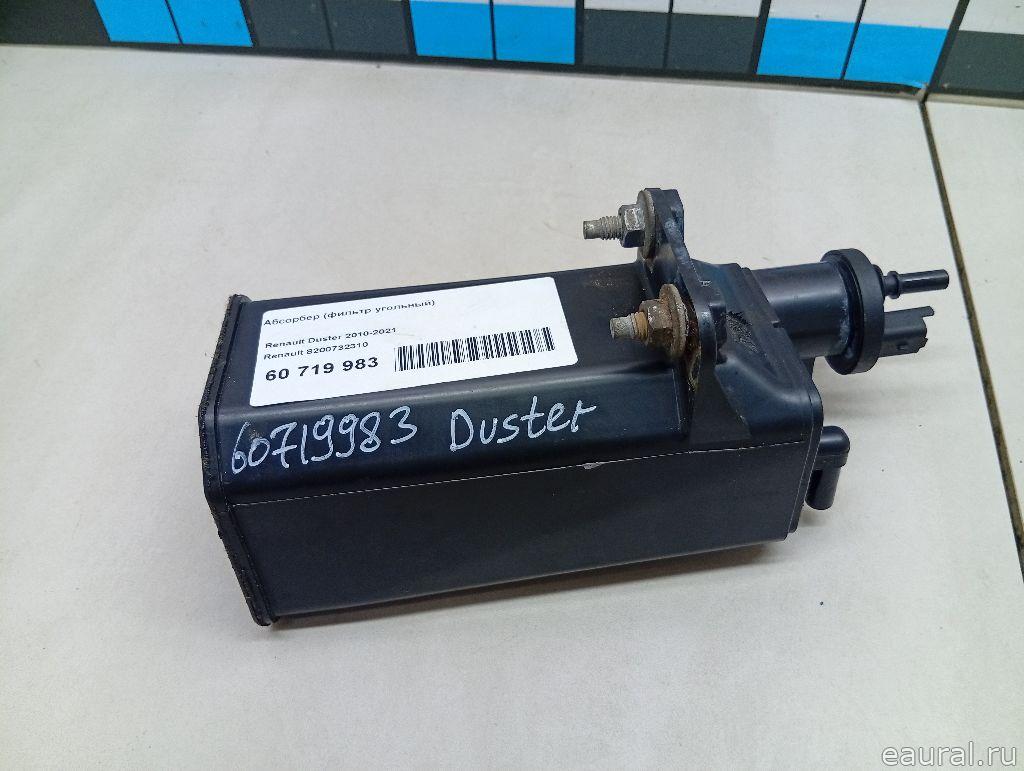 Абсорбер (фильтр угольный)
Renault Duster 2010-2021
Renault 8200732310
60 719 983
60719983 Duster
eaural.ru